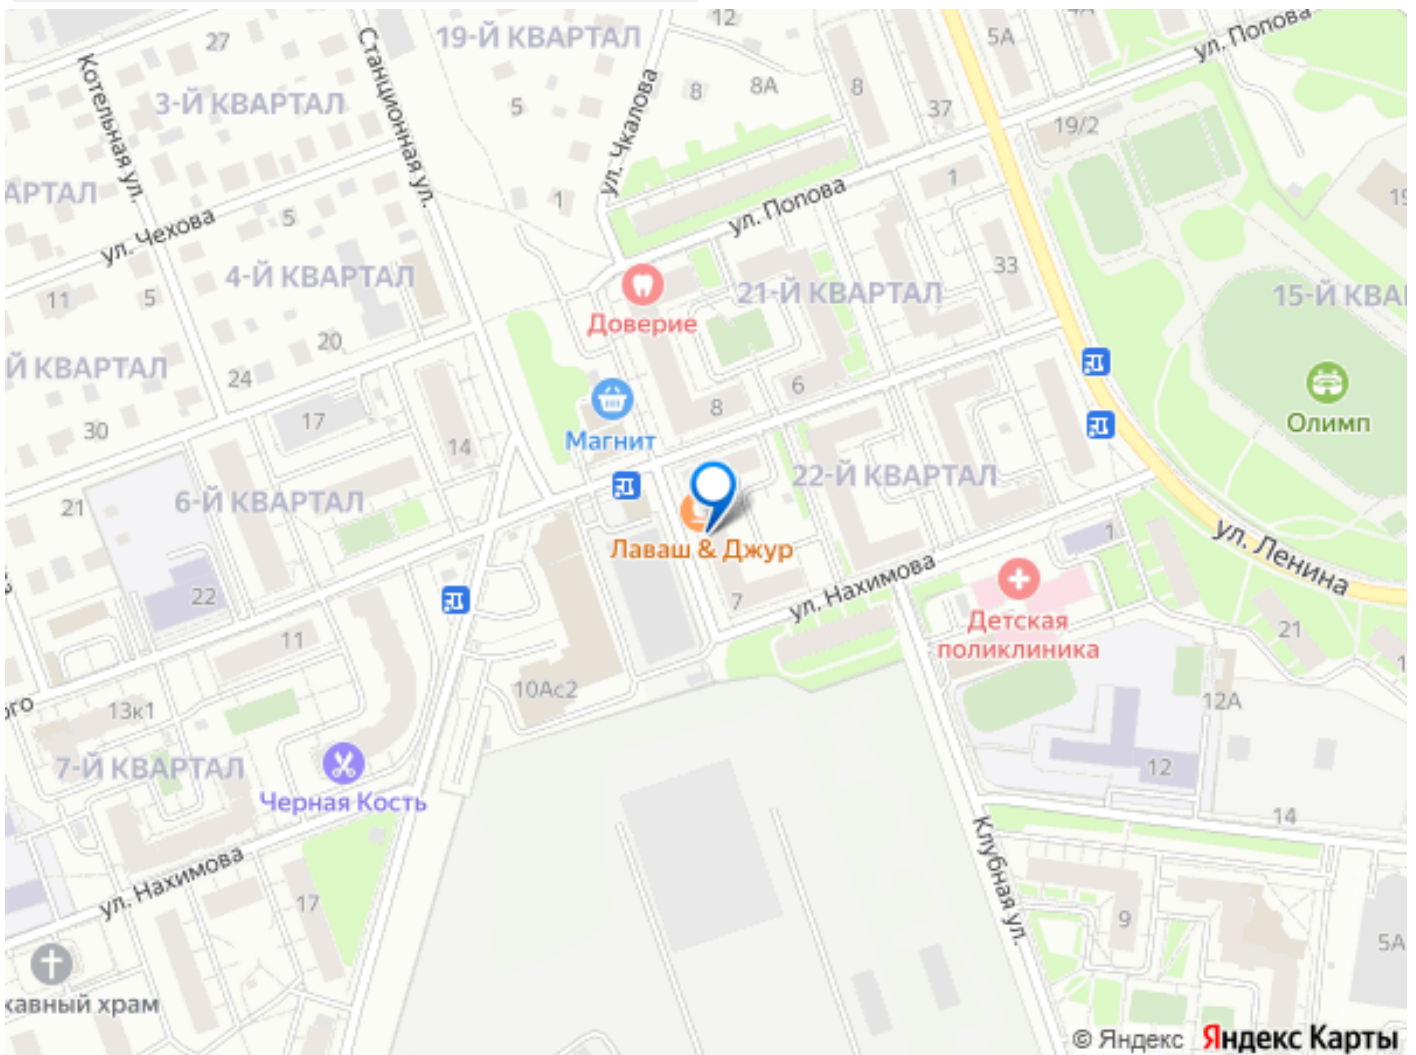 12
5А
ул. Попова
27
19-Й КВАРТАЛ
Котельная ул.
Станционная ул.
3-Й КВАРТАЛ
8
8А
8
37
5
ул. Чкалова
19/2
АРТАЛ
1
1
ул. Попова
ул. Чехова
5
33
4-Й КВАРТАЛ
21-Й КВАРТАЛ
15-Й КВА
11
5
Доверие
20
Й КВАРТАЛ
24
6
8
17
Олимп
30
14
Магнит
22-Й КВАРТАЛ
6-Й КВАРТАЛ
21
1
ул. Ленина
Лаваш & Джур
22
7
ул. Нахимова
Детская
поликлиника
21
11
10Ас2
12А
ого
13к1
7-Й КВАРТАЛ
12
Черная Кость
14
ул. Нахимова
Клубная ул.
17
9
5А
кавный храм
© Яндекс Яндекс Карты